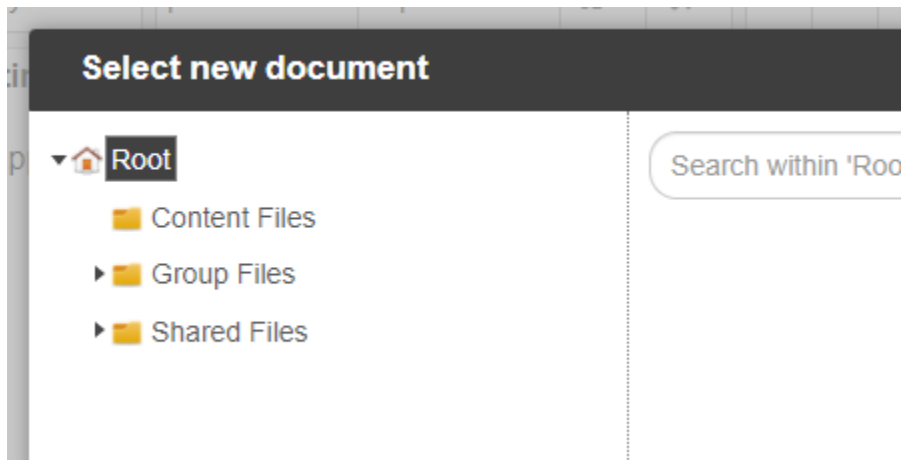 Select new document
Root
Search within 'Roo
Content Files
Group Files
Shared Files